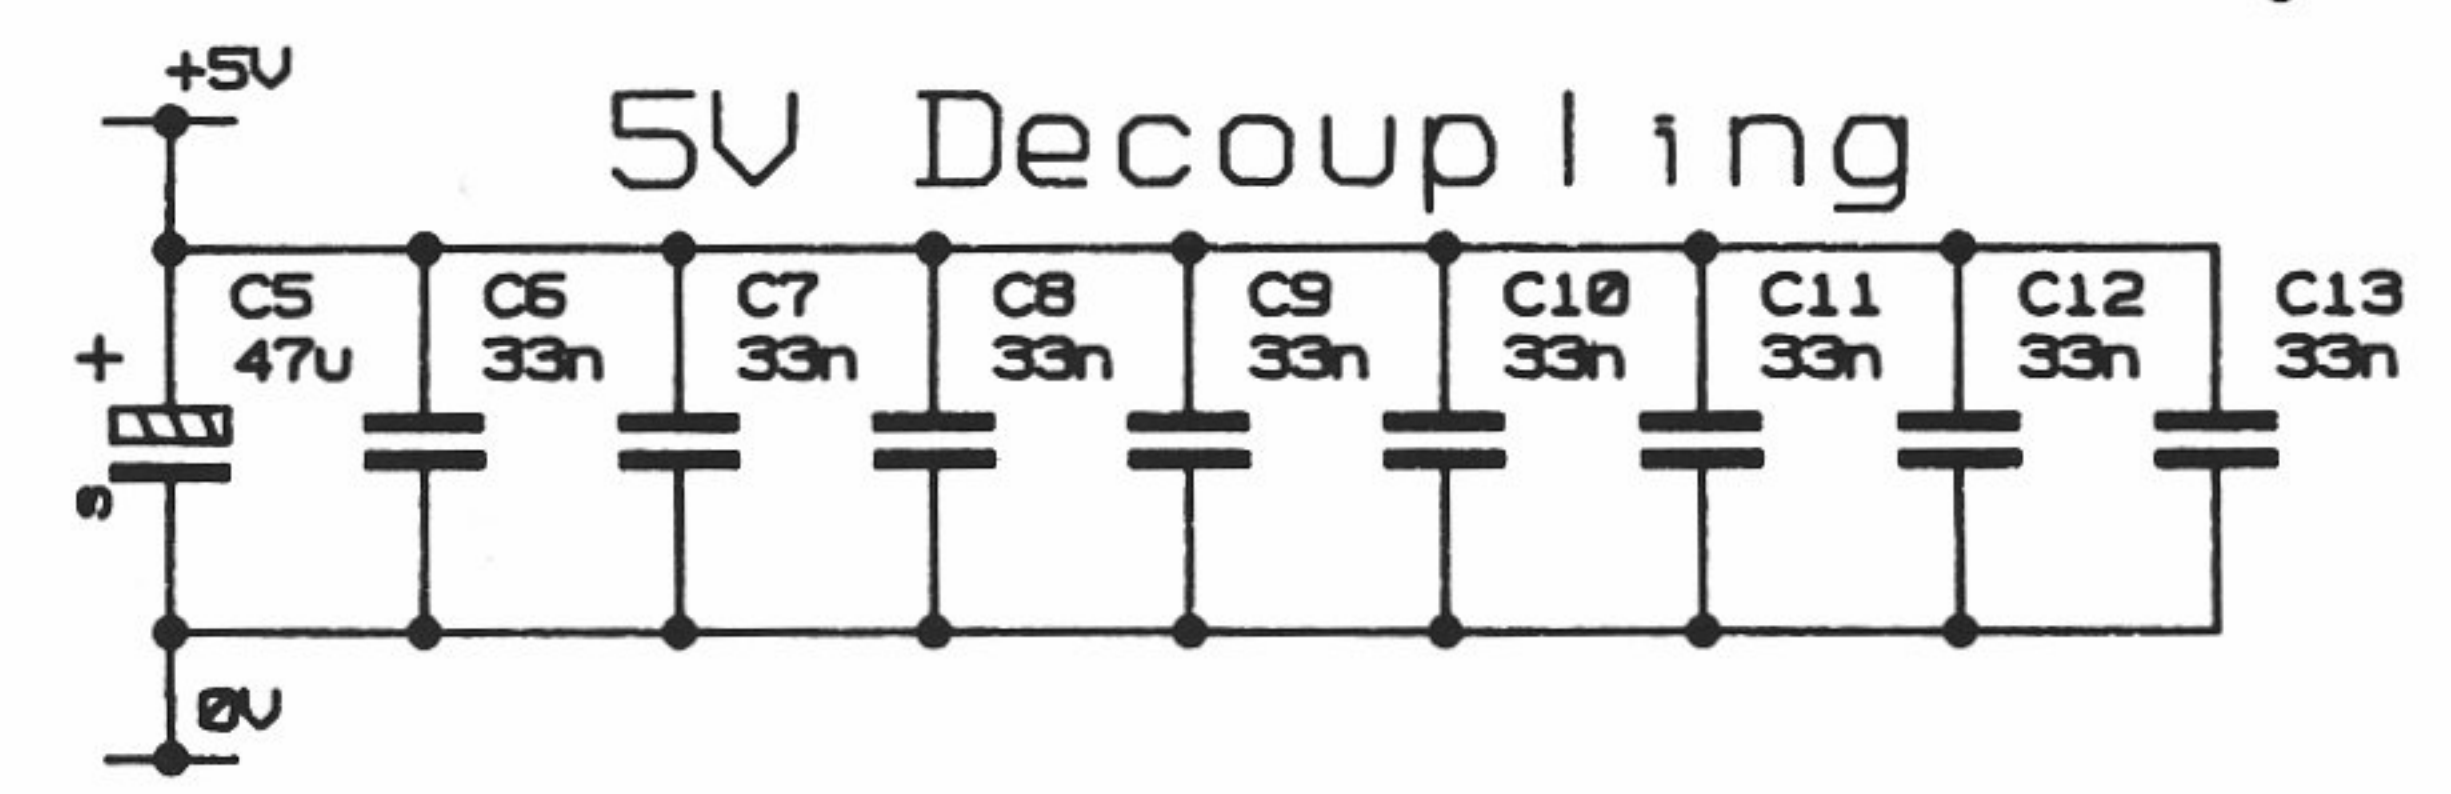 +5V
5V Decoupling
C5 C6 C7 C8 C9 C10 C11 C12 C13
47u 33n 33n 33n 33n 33n 33n 33n 33n
+
0V